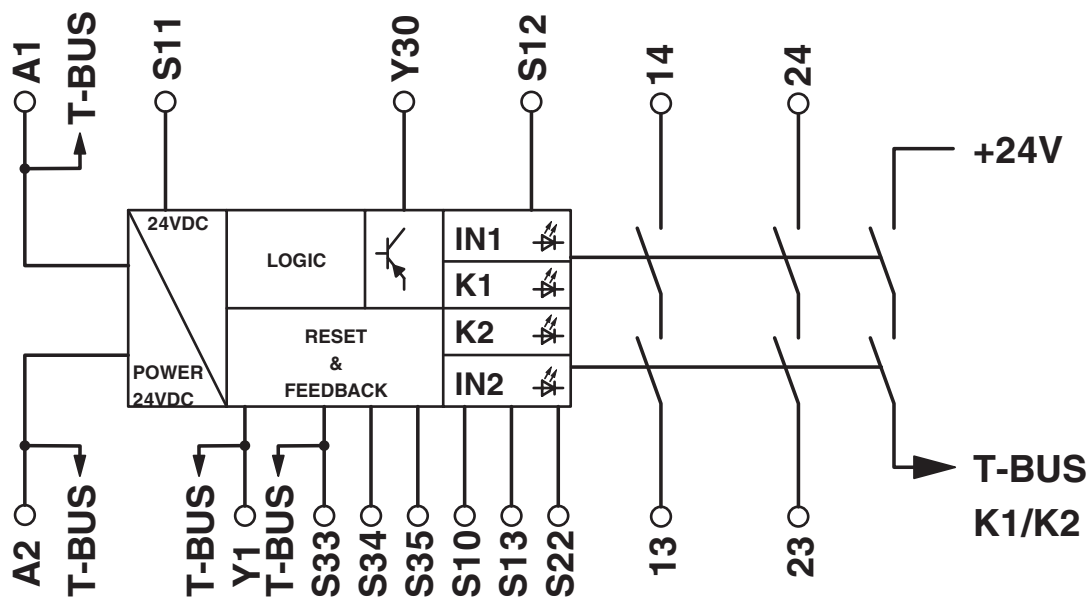 A1
T-BUS
S11
Y30
S12
14
24
+24V
24VDC
LOGIC
IN1
K1
K2
IN2
RESET
&
FEEDBACK
POWER
24VDC
A2
T-BUS
T-BUS
Y1
T-BUS
S33
S34
S35
S10
S13
S22
13
23
T-BUS
K1/K2